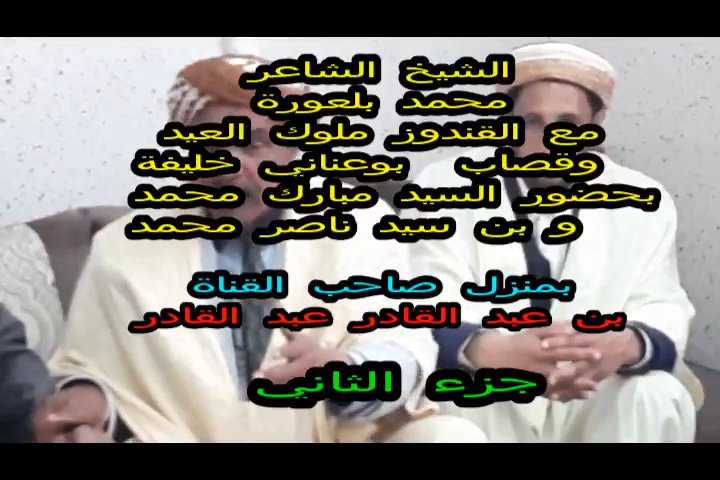 الشيخ الشاعر
محمد بلعورة
مع القندوز ملوك العيد
وقصاب بوعناني خليفة
بحضور السيد مبارك محمد
و بن سيد ناصر محمد
بمنزل صاحب القناة
بن عبد القادر عبد القادر
جزء الثاني